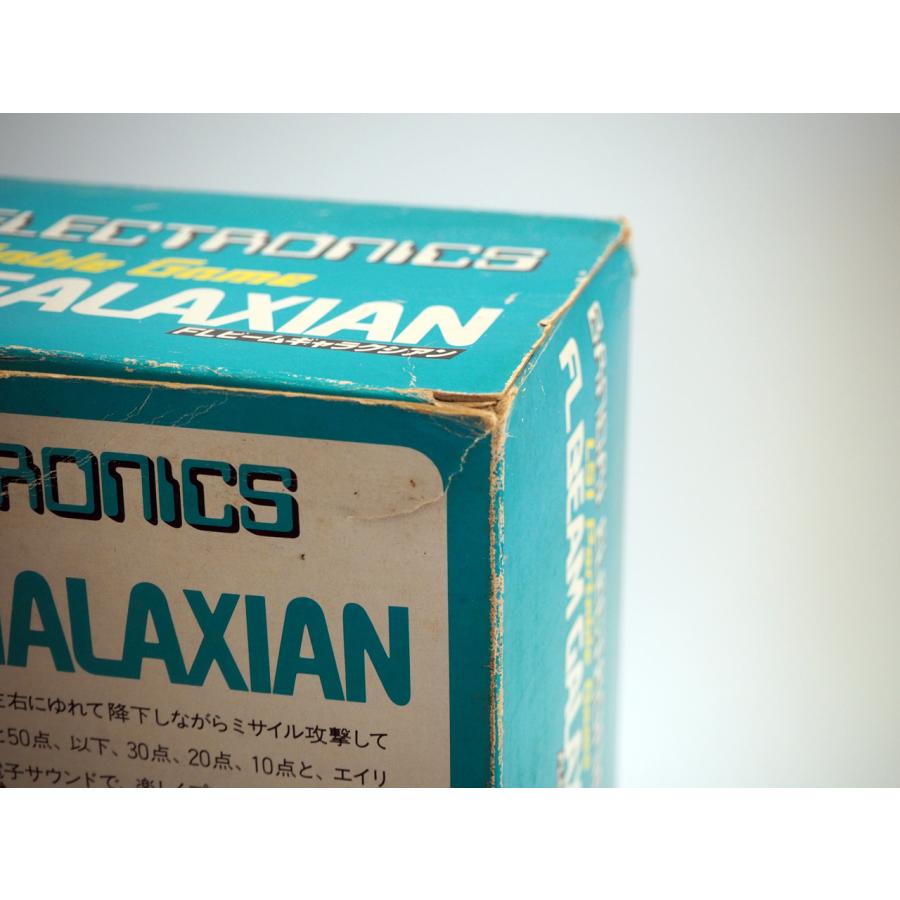 ELECTRONICS
table Game
GALAXIAN
FLビームギャラクシアン
RONICS
ALAXIAN
左右にゆれて降下しながらミサイル攻撃して
と50点、以下、30点、20点、10点と、エイリ
電子サウンドで、楽しくプ
FL BEAM GALA